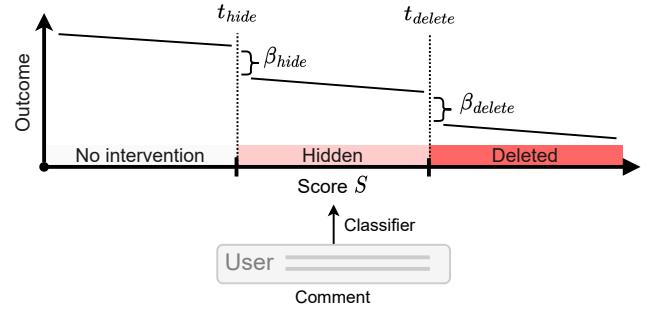 t_hide
t_delete
β_hide
β_delete
Outcome
No intervention
Hidden
Deleted
Score S
Classifier
User
Comment